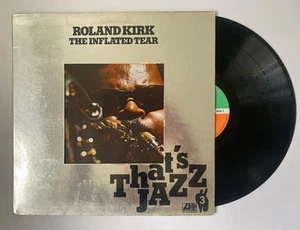 ROLAND KIRK
THE INFLATED TEAR
That's
JAZZ
3